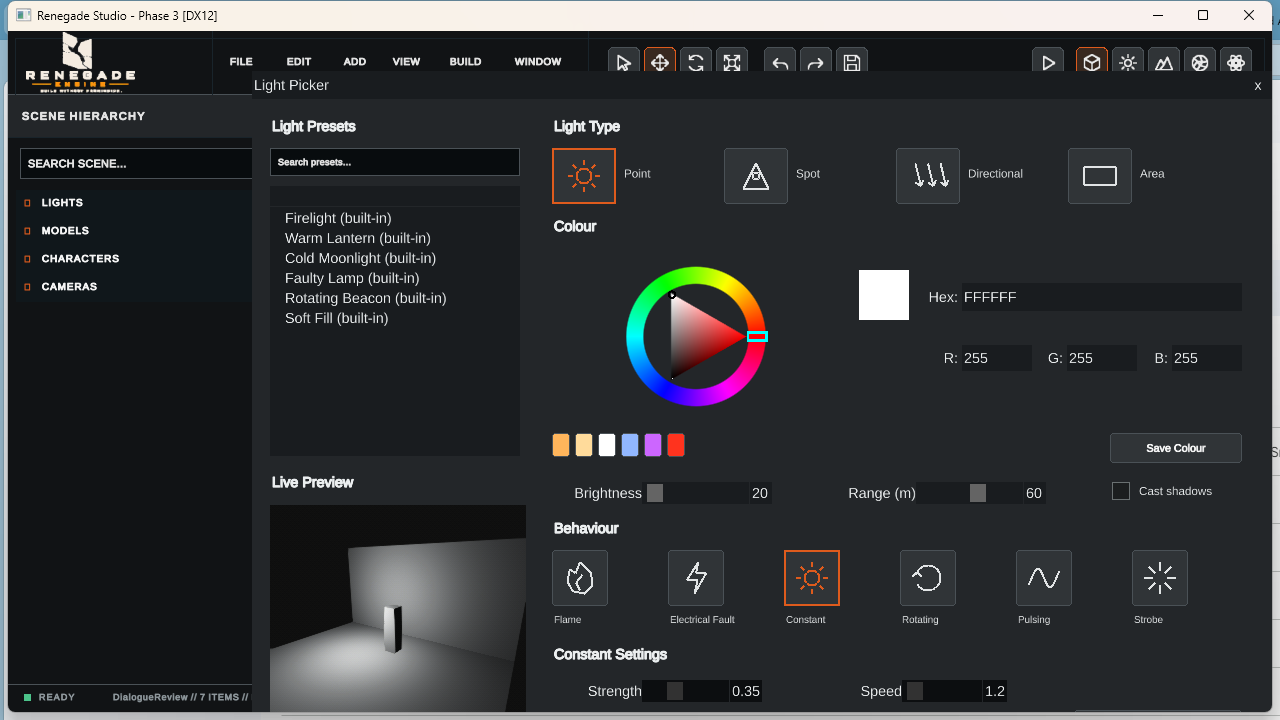 Renegade Studio - Phase 3 [DX12]
RENEGADE
ENGINE
FILE EDIT ADD VIEW BUILD WINDOW
Light Picker x
SCENE HIERARCHY
SEARCH SCENE...
LIGHTS
MODELS
CHARACTERS
CAMERAS
Light Presets
Search presets...
Firelight (built-in)
Warm Lantern (built-in)
Cold Moonlight (built-in)
Faulty Lamp (built-in)
Rotating Beacon (built-in)
Soft Fill (built-in)
Live Preview
Light Type
Point Spot Directional Area
Colour
Hex: FFFFFF
R: 255 G: 255 B: 255
Save Colour
Brightness 20 Range (m) 60 Cast shadows
Behaviour
Flame Electrical Fault Constant Rotating Pulsing Strobe
Constant Settings
Strength 0.35 Speed 1.2
READY DialogueReview // 7 ITEMS //